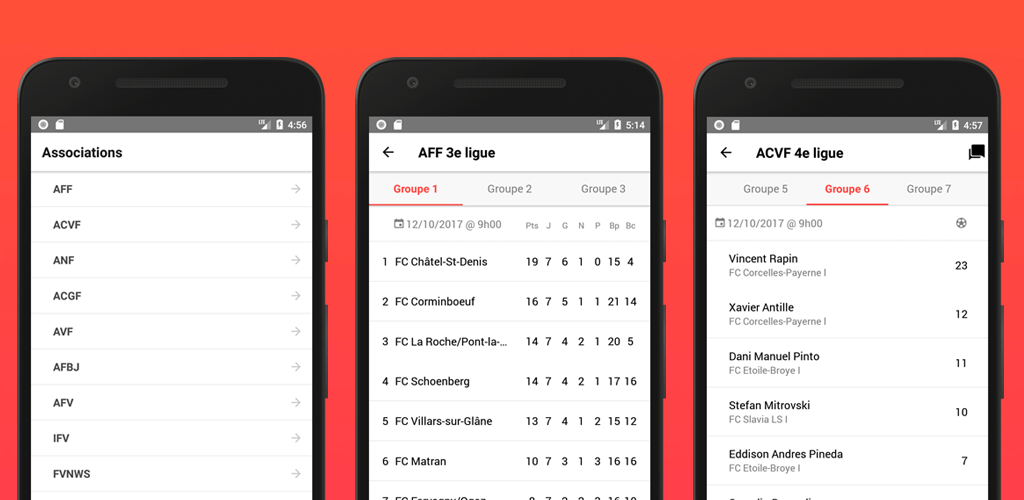 4:56
Associations
AFF
ACVF
ANF
ACGF
AVF
AFBJ
AFV
IFV
FVNWS
LTE 5:14
AFF 3e ligue
Groupe 1 Groupe 2 Groupe 3
12/10/2017 @ 9h00 Pts J G N P Bp Bc
1 FC Châtel-St-Denis 19 7 6 1 0 15 4
2 FC Corminboeuf 16 7 5 1 1 21 14
3 FC La Roche/Pont-la-... 14 7 4 2 1 20 5
4 FC Schoenberg 14 7 4 2 1 17 16
5 FC Villars-sur-Glâne 13 7 4 1 2 15 12
6 FC Matran 10 7 3 1 3 16 16
LTE 4:57
ACVF 4e ligue
Groupe 5 Groupe 6 Groupe 7
12/10/2017 @ 9h00
Vincent Rapin
FC Corcelles-Payerne I 23
Xavier Antille
FC Corcelles-Payerne I 12
Dani Manuel Pinto
FC Etoile-Broye I 11
Stefan Mitrovski
FC Slavia LS I 10
Eddison Andres Pineda
FC Etoile-Broye I 7